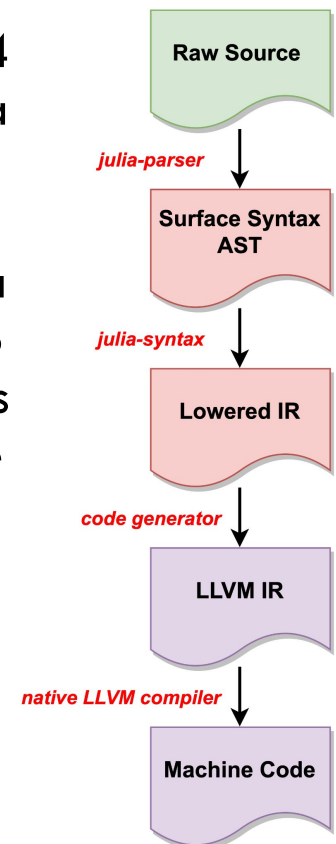 4
Raw Source
a
julia-parser
Surface Syntax
AST
julia-syntax
s
Lowered IR
code generator
LLVM IR
native LLVM compiler
Machine Code